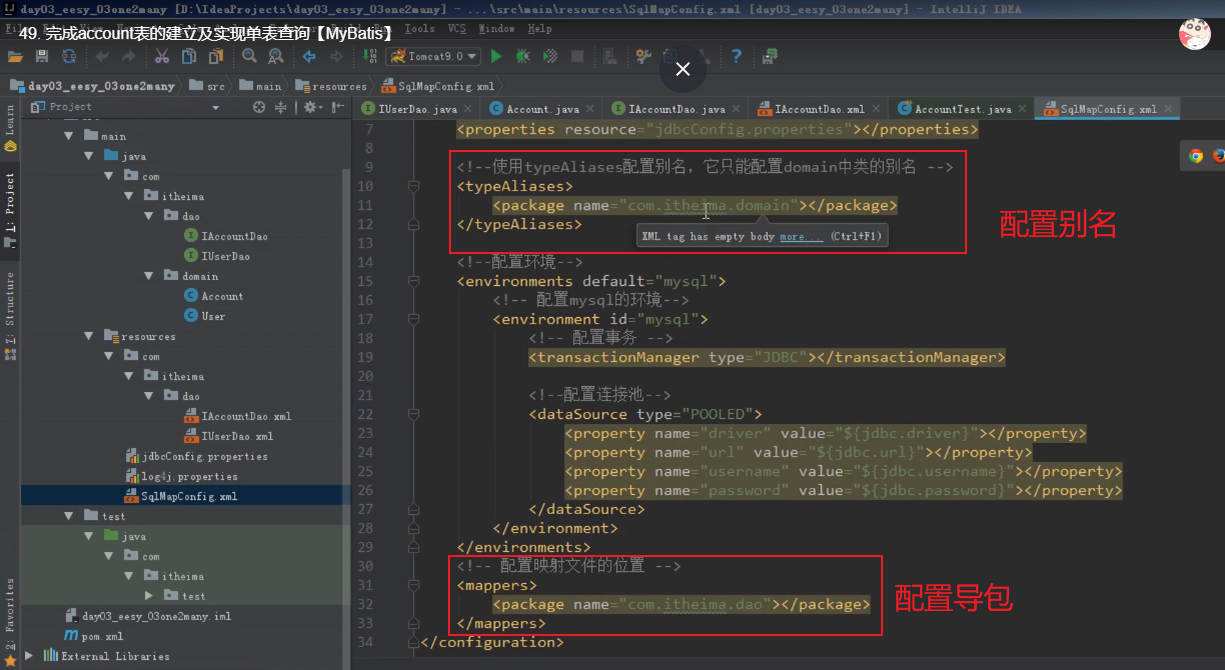 day03_eesy_03one2many [D:\IdeaProjects\day03_eesy_03one2many] - ...\src\main\resources\SqlMapConfig.xml [day03_eesy_03one2many] - IntelliJ IDEA
49. 完成account表的建立及实现单表查询【MyBatis】
Tools VCS Window Help
Tomcat9.0
day03_eesy_03one2many src main resources SqlMapConfig.xml
Project
IUserDao.java Account.java IAccountDao.java IAccountDao.xml AccountTest.java SqlMapConfig.xml
Learn
1: Project
7: Structure
2: Favorites
main
java
com
itheima
dao
IAccountDao
IUserDao
domain
Account
User
resources
com
itheima
dao
IAccountDao.xml
IUserDao.xml
jdbcConfig.properties
log4j.properties
SqlMapConfig.xml
test
java
com
itheima
test
day03_eesy_03one2many.iml
pom.xml
External Libraries
7 <properties resource="jdbcConfig.properties"></properties>
8
9 <!--使用typeAliases配置别名，它只能配置domain中类的别名 -->
10 <typeAliases>
11 <package name="com.itheima.domain"></package>
12 </typeAliases>
XML tag has empty body more... (Ctrl+F1)
配置别名
13
14 <!--配置环境-->
15 <environments default="mysql">
16 <!-- 配置mysql的环境-->
17 <environment id="mysql">
18 <!-- 配置事务 -->
19 <transactionManager type="JDBC"></transactionManager>
20
21 <!--配置连接池-->
22 <dataSource type="POOLED">
23 <property name="driver" value="${jdbc.driver}"></property>
24 <property name="url" value="${jdbc.url}"></property>
25 <property name="username" value="${jdbc.username}"></property>
26 <property name="password" value="${jdbc.password}"></property>
27 </dataSource>
28 </environment>
29 </environments>
30 <!-- 配置映射文件的位置 -->
31 <mappers>
32 <package name="com.itheima.dao"></package>
33 </mappers>
34 </configuration>
配置导包